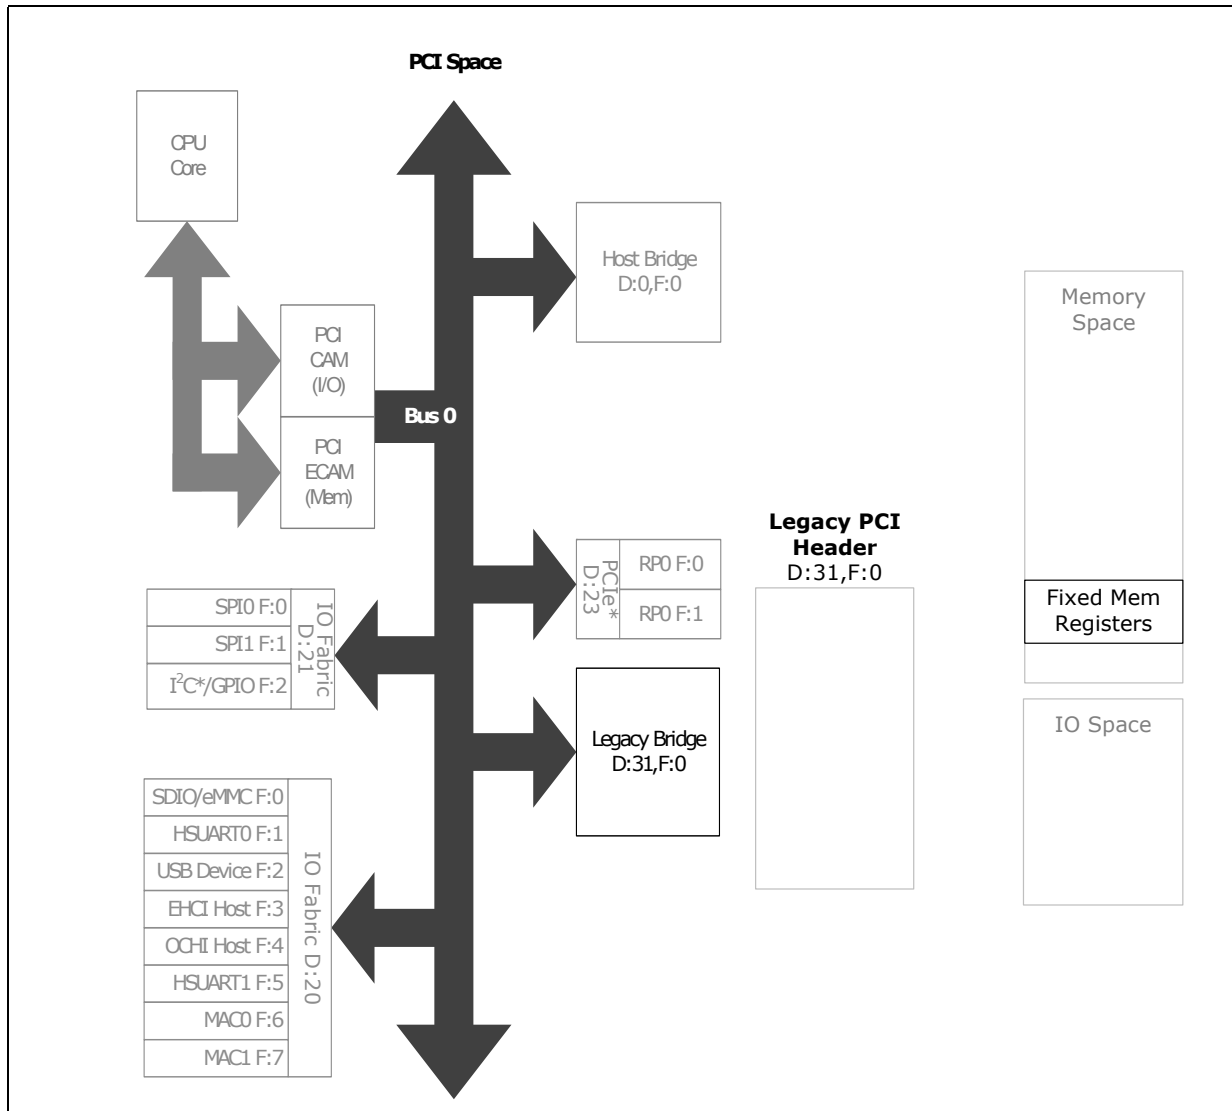 PCI Space
CPU
Core
Host Bridge
D:0,F:0
Memory
Space
PCI
CAM
(I/O)
Bus 0
PCI
ECAM
(Mem)
Legacy PCI
Header
D:31,F:0
PCIe*
D:23
RP0 F:0
RP0 F:1
Fixed Mem
Registers
SPI0 F:0
SPI1 F:1
I²C*/GPIO F:2
IO Fabric
D:21
Legacy Bridge
D:31,F:0
IO Space
SDIO/eMMC F:0
HSUART0 F:1
USB Device F:2
EHCI Host F:3
OCHI Host F:4
HSUART1 F:5
MAC0 F:6
MAC1 F:7
IO Fabric D:20